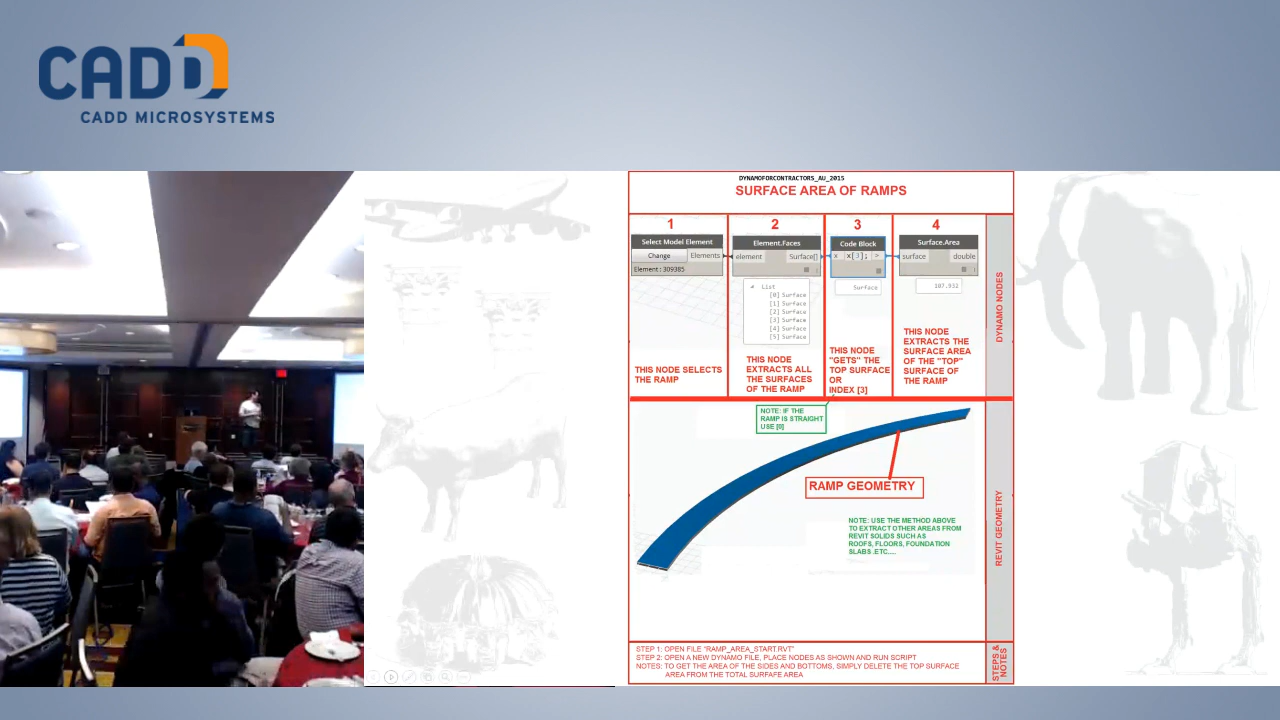 CADD
CADD MICROSYSTEMS
DYNAMOFORCONTRACTORS_AU_2015
SURFACE AREA OF RAMPS
1
Select Model Element
Change
Elements
Element : 309385
THIS NODE SELECTS
THE RAMP
2
Element.Faces
element
Surface[]
List
[0] Surface
[1] Surface
[2] Surface
[3] Surface
[4] Surface
[5] Surface
THIS NODE
EXTRACTS ALL
THE SURFACES
OF THE RAMP
3
Code Block
x
x[3];
>
Surface
THIS NODE
"GETS" THE
TOP SURFACE
OR
INDEX [3]
4
Surface.Area
surface
double
107.932
THIS NODE
EXTRACTS THE
SURFACE AREA
OF THE "TOP"
SURFACE OF
THE RAMP
DYNAMO NODES
NOTE: IF THE
RAMP IS STRAIGHT
USE [0]
RAMP GEOMETRY
NOTE: USE THE METHOD ABOVE
TO EXTRACT OTHER AREAS FROM
REVIT SOLIDS SUCH AS
ROOFS, FLOORS, FOUNDATION
SLABS .ETC....
REVIT GEOMETRY
STEP 1: OPEN FILE "RAMP_AREA_START.RVT"
STEP 2: OPEN A NEW DYNAMO FILE, PLACE NODES AS SHOWN AND RUN SCRIPT
NOTES: TO GET THE AREA OF THE SIDES AND BOTTOMS, SIMPLY DELETE THE TOP SURFACE
AREA FROM THE TOTAL SURFAFE AREA
STEPS &
NOTES